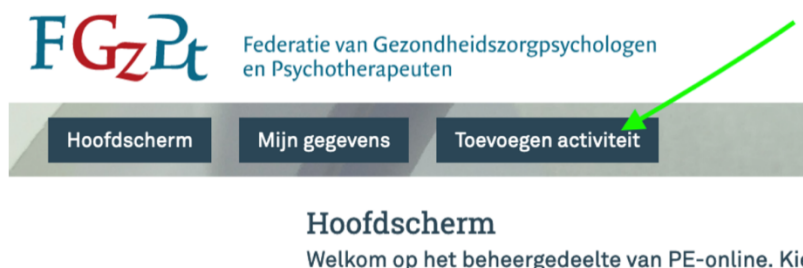 FGzPt
Federatie van Gezondheidszorgpsychologen
en Psychotherapeuten
Hoofdscherm
Mijn gegevens
Toevoegen activiteit
Hoofdscherm
Welkom op het beheergedeelte van PE-online. Kie